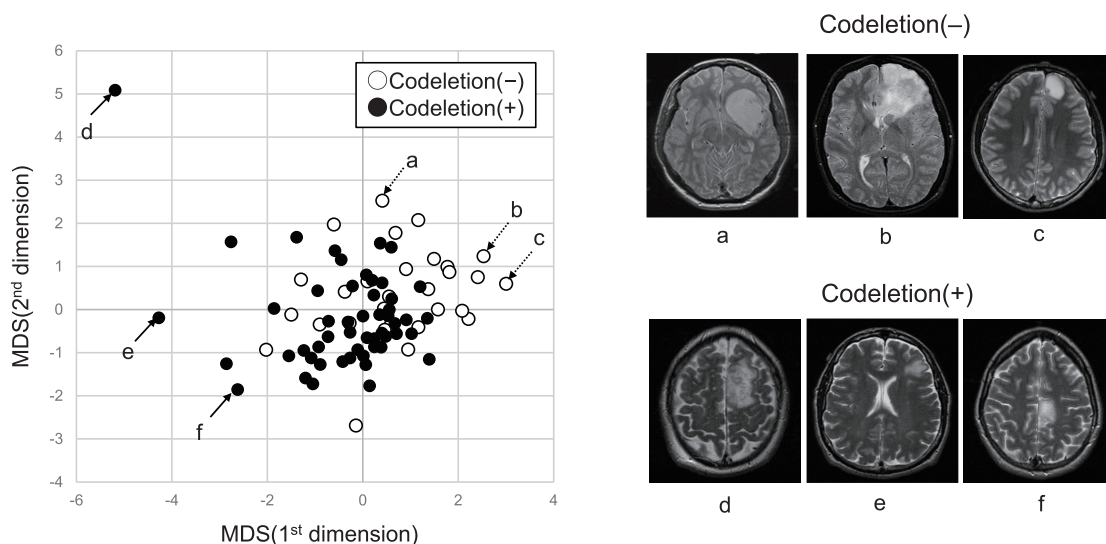 Codeletion(–)
6
5
4
3
2
1
0
-1
-2
-3
-4
-6
-4
-2
0
2
4
MDS(2nd dimension)
MDS(1st dimension)
Codeletion(−)
Codeletion(+)
a
b
c
d
e
f
a
b
c
Codeletion(+)
d
e
f